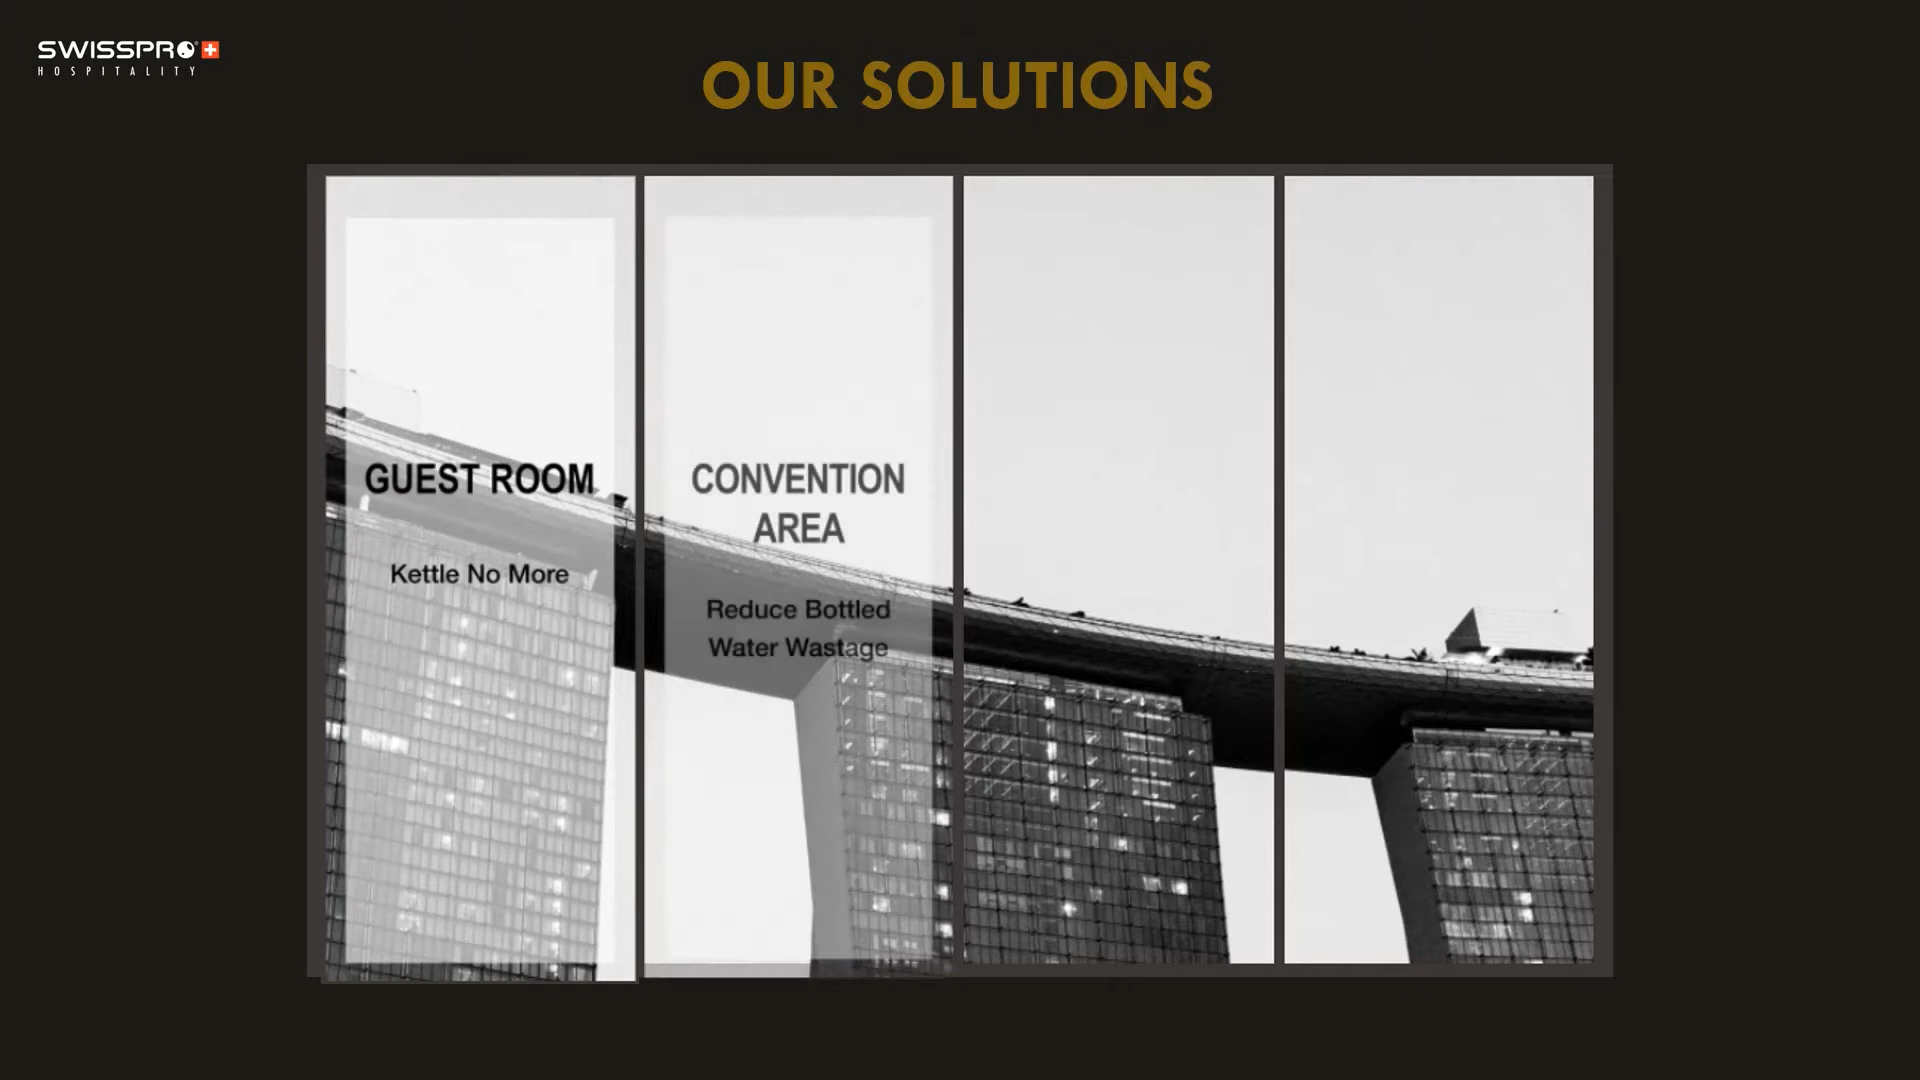 SWISSPRO
HOSPITALITY
OUR SOLUTIONS
GUEST ROOM
Kettle No More
CONVENTION
AREA
Reduce Bottled
Water Wastage